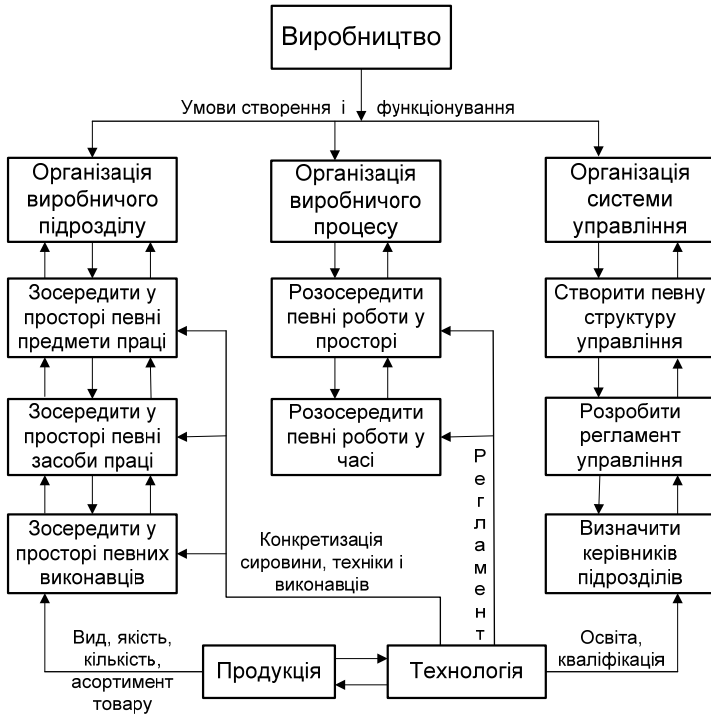 Виробництво
Умови створення і функціонування
Організація
виробничого
підрозділу
Організація
виробничого
процесу
Організація
системи
управління
Зосередити у
просторі певні
предмети праці
Розосередити
певні роботи у
просторі
Створити певну
структуру
управління
Зосередити у
просторі певні
засоби праці
Розосередити
певні роботи у
часі
Розробити
регламент
управління
Зосередити у
просторі певних
виконавців
Конкретизація
сировини, техніки і
виконавців
Регламент
Визначити
керівників
підрозділів
Вид, якість,
кількість,
асортимент
товару
Продукція
Технологія
Освіта,
кваліфікація